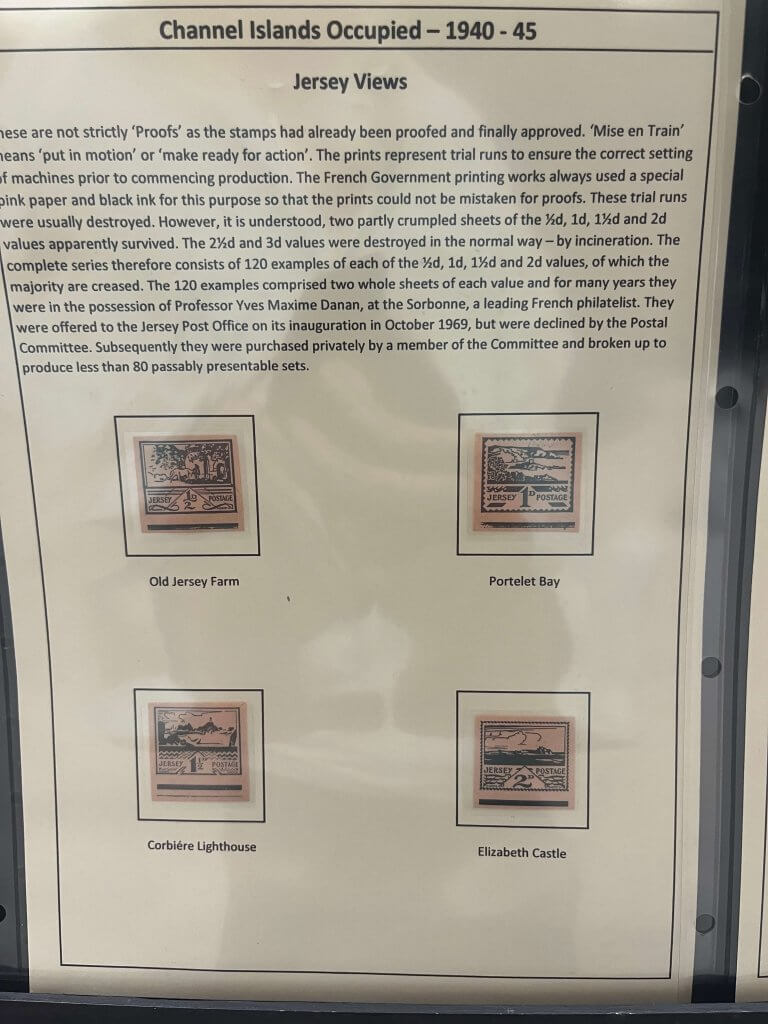 Channel Islands Occupied – 1940 - 45
Jersey Views
hese are not strictly ‘Proofs’ as the stamps had already been proofed and finally approved. ‘Mise en Train’
eans ‘put in motion’ or ‘make ready for action’. The prints represent trial runs to ensure the correct setting
f machines prior to commencing production. The French Government printing works always used a special
pink paper and black ink for this purpose so that the prints could not be mistaken for proofs. These trial runs
were usually destroyed. However, it is understood, two partly crumpled sheets of the ½d, 1d, 1½d and 2d
values apparently survived. The 2½d and 3d values were destroyed in the normal way – by incineration. The
complete series therefore consists of 120 examples of each of the ½d, 1d, 1½d and 2d values, of which the
majority are creased. The 120 examples comprised two whole sheets of each value and for many years they
were in the possession of Professor Yves Maxime Danan, at the Sorbonne, a leading French philatelist. They
were offered to the Jersey Post Office on its inauguration in October 1969, but were declined by the Postal
Committee. Subsequently they were purchased privately by a member of the Committee and broken up to
produce less than 80 passably presentable sets.
JERSEY ½D POSTAGE
JERSEY 1D POSTAGE
Old Jersey Farm
Portelet Bay
JERSEY 1½D POSTAGE
JERSEY 2D POSTAGE
Corbiére Lighthouse
Elizabeth Castle